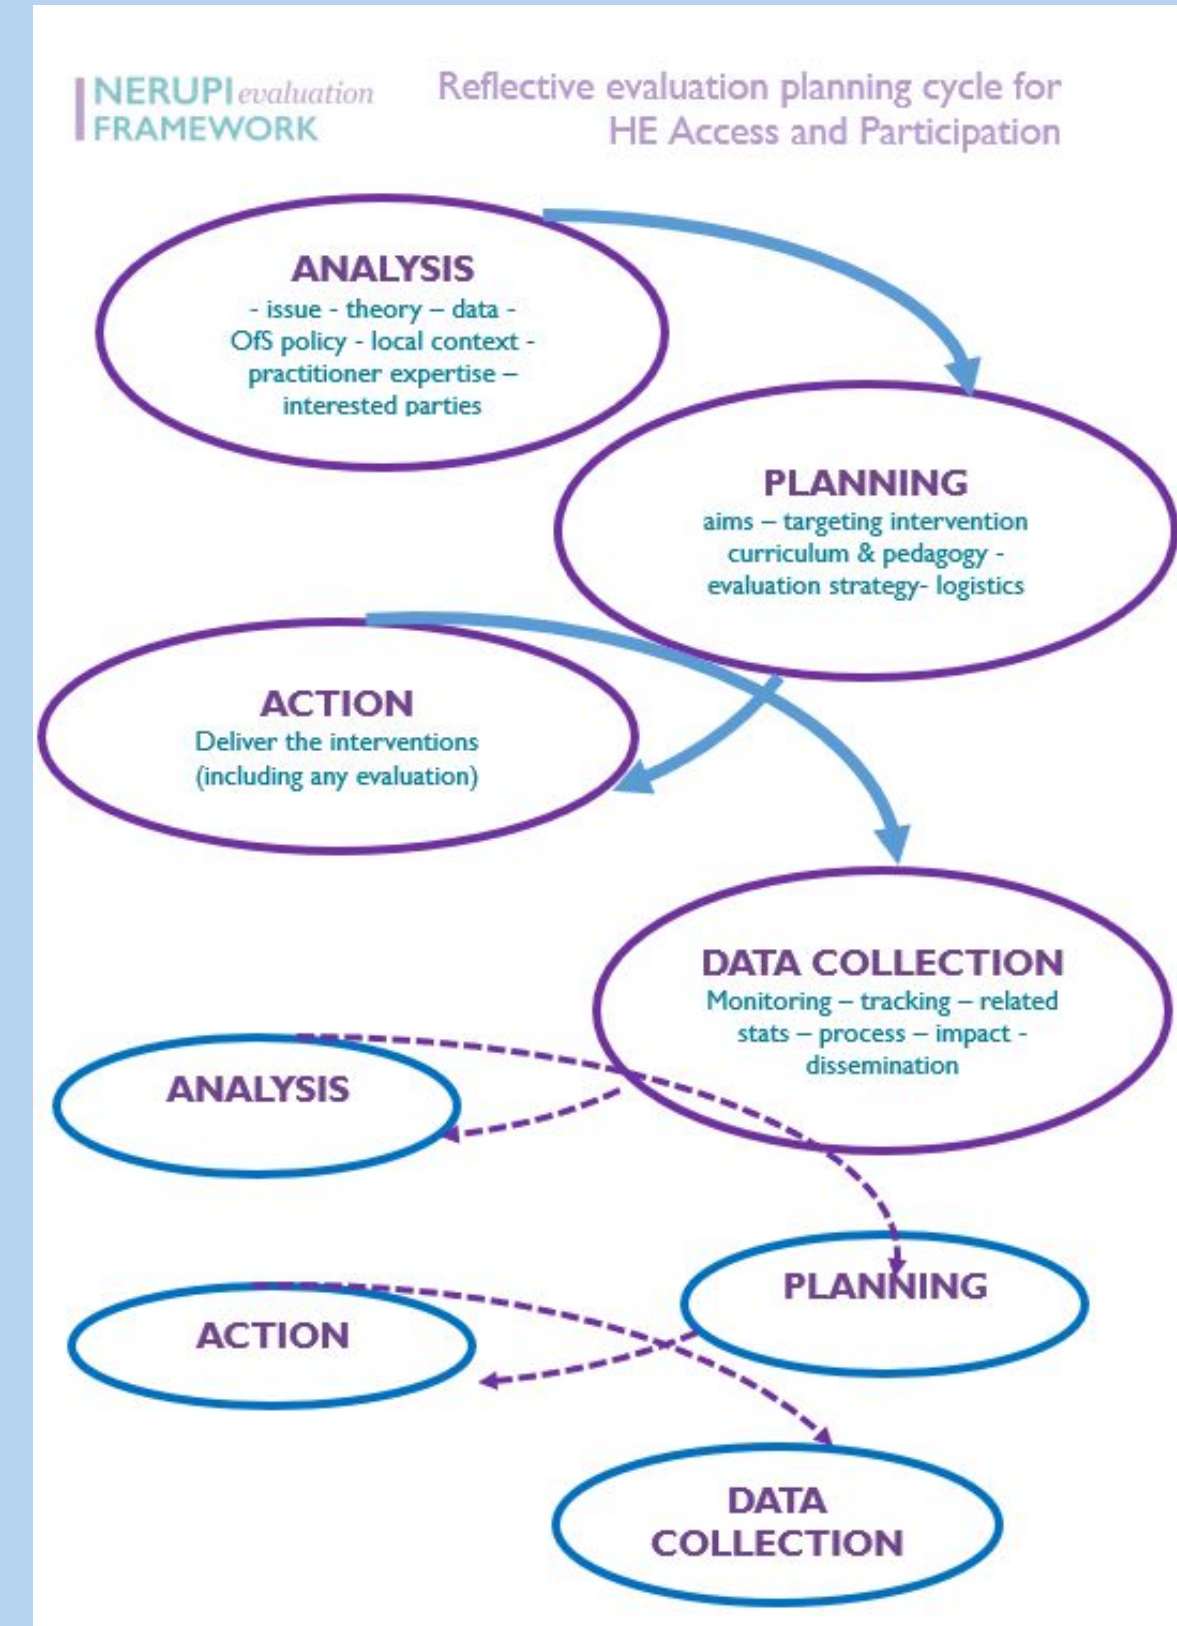 NERUPI evaluation
FRAMEWORK
Reflective evaluation planning cycle for
HE Access and Participation
ANALYSIS
- issue - theory – data -
OfS policy - local context -
practitioner expertise –
interested parties
PLANNING
aims – targeting intervention
curriculum & pedagogy -
evaluation strategy- logistics
ACTION
Deliver the interventions
(including any evaluation)
DATA COLLECTION
Monitoring – tracking – related
stats – process – impact -
dissemination
ANALYSIS
PLANNING
ACTION
DATA
COLLECTION